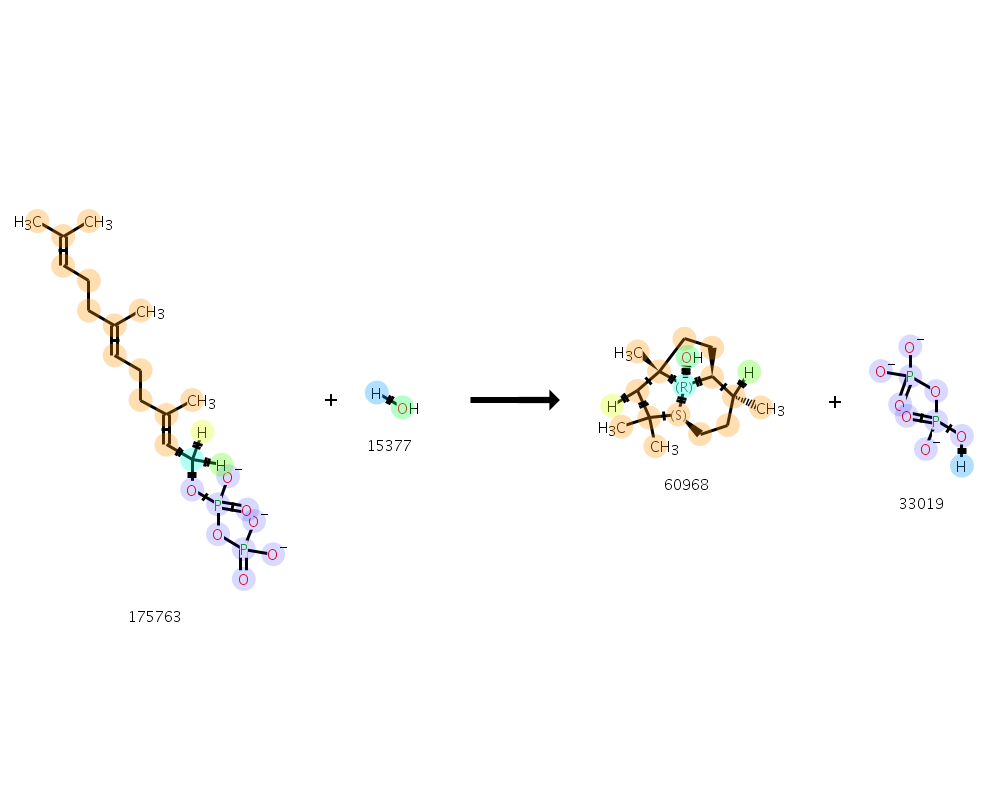 H3C CH3
CH3
CH3
H
H
O O−
P O
O O−
P O−
O
175763
+
H
OH
15377
H3C
OH
H
(R)
H
(S)
CH3
H3C
CH3
60968
+
O−
O− P
O O
O P
O− O
H
33019